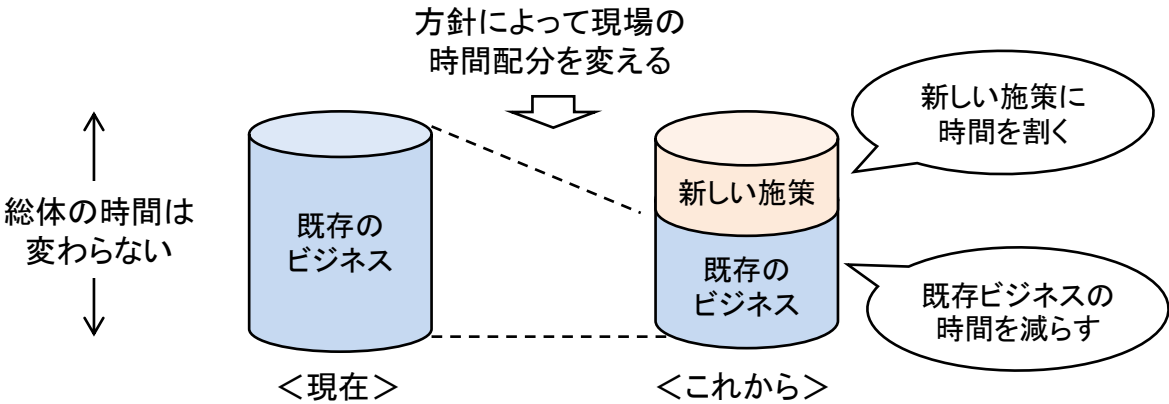 方針によって現場の
時間配分を変える
新しい施策に
時間を割く
総体の時間は
変わらない
既存の
ビジネス
新しい施策
既存の
ビジネス
既存ビジネスの
時間を減らす
＜現在＞
＜これから＞